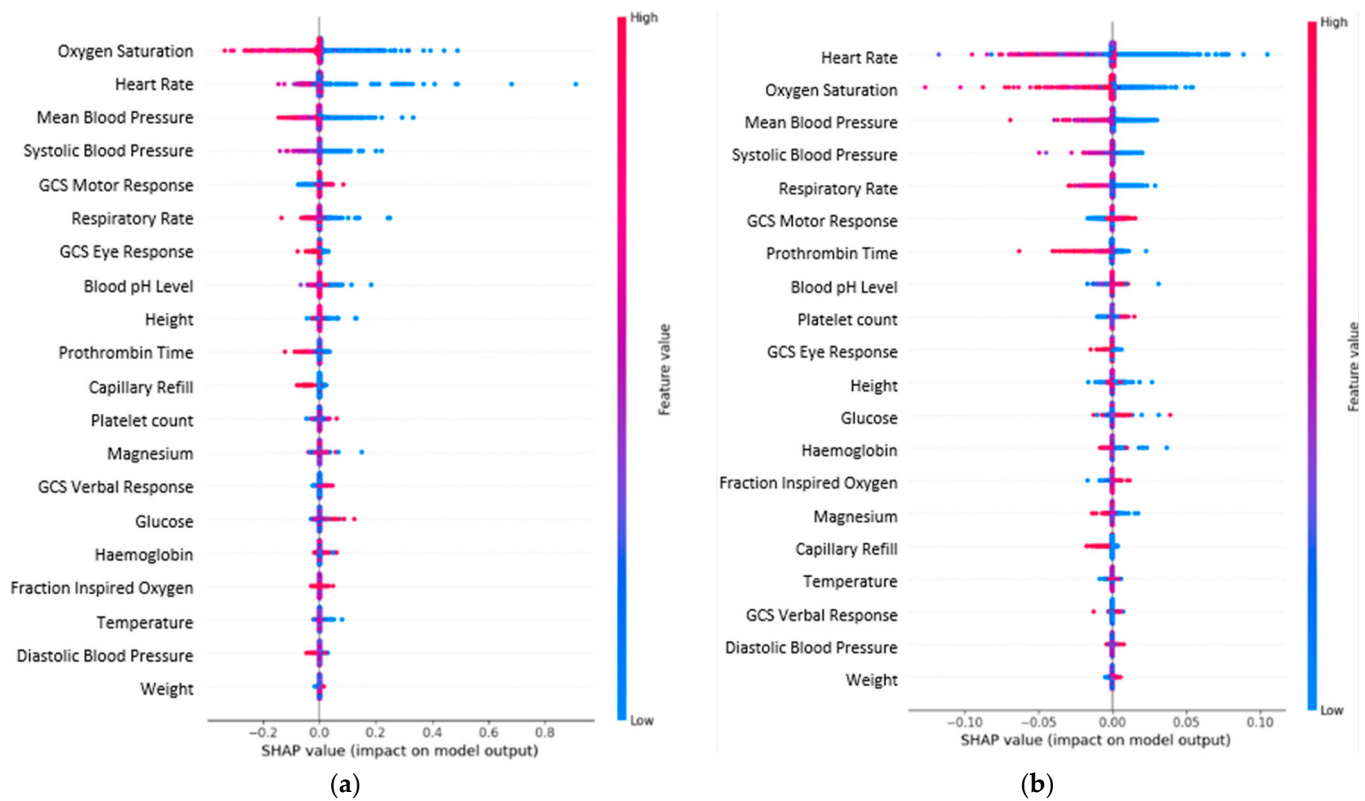 High
Oxygen Saturation
Heart Rate
Mean Blood Pressure
Systolic Blood Pressure
GCS Motor Response
Respiratory Rate
GCS Eye Response
Blood pH Level
Height
Prothrombin Time
Capillary Refill
Platelet count
Magnesium
GCS Verbal Response
Glucose
Haemoglobin
Fraction Inspired Oxygen
Temperature
Diastolic Blood Pressure
Weight
Feature value
Low
−0.2 0.0 0.2 0.4 0.6 0.8
SHAP value (impact on model output)
(a)
High
Heart Rate
Oxygen Saturation
Mean Blood Pressure
Systolic Blood Pressure
Respiratory Rate
GCS Motor Response
Prothrombin Time
Blood pH Level
Platelet count
GCS Eye Response
Height
Glucose
Haemoglobin
Fraction Inspired Oxygen
Magnesium
Capillary Refill
Temperature
GCS Verbal Response
Diastolic Blood Pressure
Weight
Feature value
Low
−0.10 −0.05 0.00 0.05 0.10
SHAP value (impact on model output)
(b)